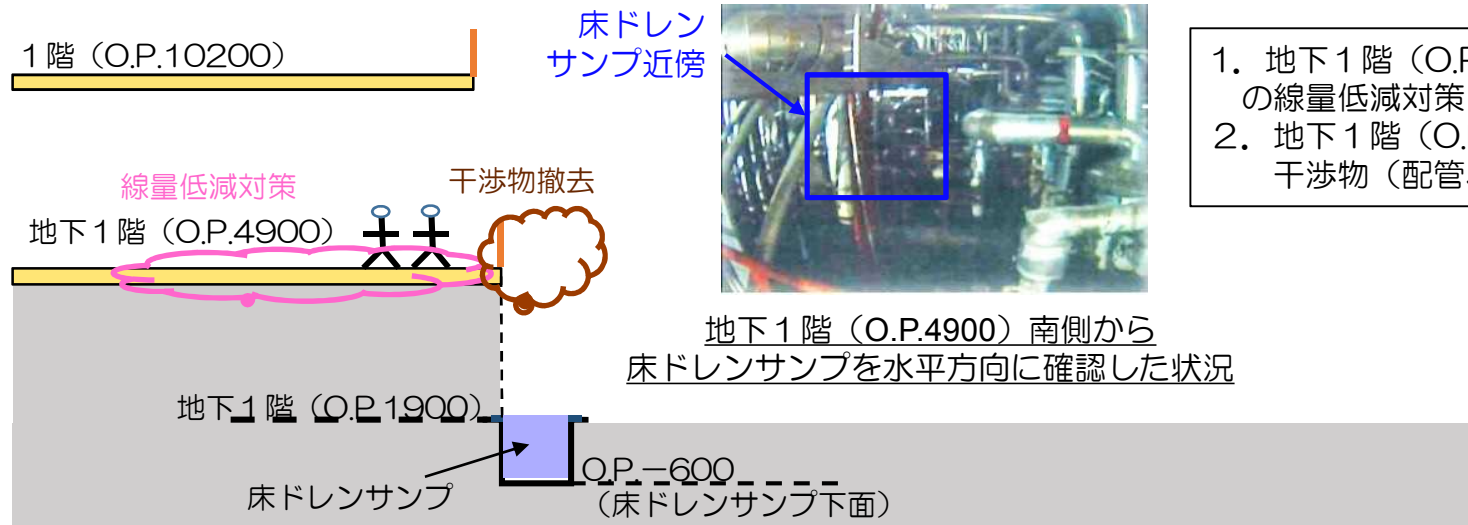 1階（O.P.10200）
線量低減対策
地下1階（O.P.4900）
干渉物撤去
地下1階（O.P.1900）
床ドレンサンプ
O.P.－600
（床ドレンサンプ下面）
床ドレン
サンプ近傍
地下1階（O.P.4900）南側から
床ドレンサンプを水平方向に確認した状況
1．地下1階（O.P
の線量低減対策
2．地下1階（O.
干渉物（配管